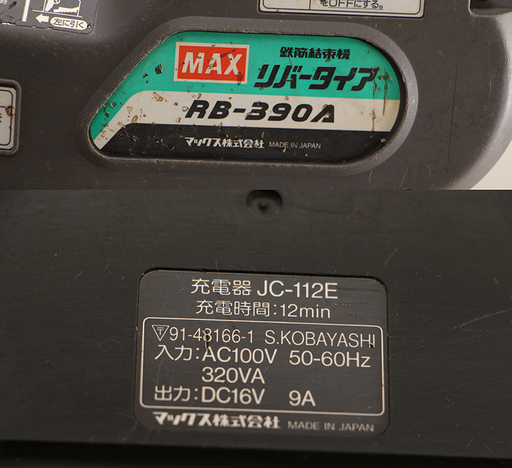 をOFFにする。
左に引く
MAX
鉄筋結束機
リバータイア
RB-390A
マックス株式会社 MADE IN JAPAN
充電器 JC-112E
充電時間:12min
〒91-48166-1 S.KOBAYASHI
入力:AC100V 50-60Hz
320VA
出力:DC16V 9A
マックス株式会社 MADE IN JAPAN